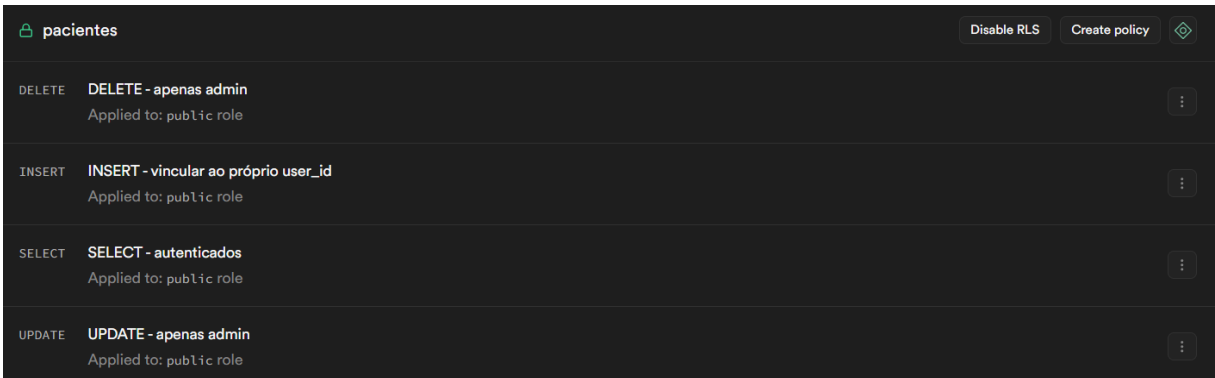 pacientes
Disable RLS
Create policy
DELETE
DELETE - apenas admin
Applied to: public role
INSERT
INSERT - vincular ao próprio user_id
Applied to: public role
SELECT
SELECT - autenticados
Applied to: public role
UPDATE
UPDATE - apenas admin
Applied to: public role